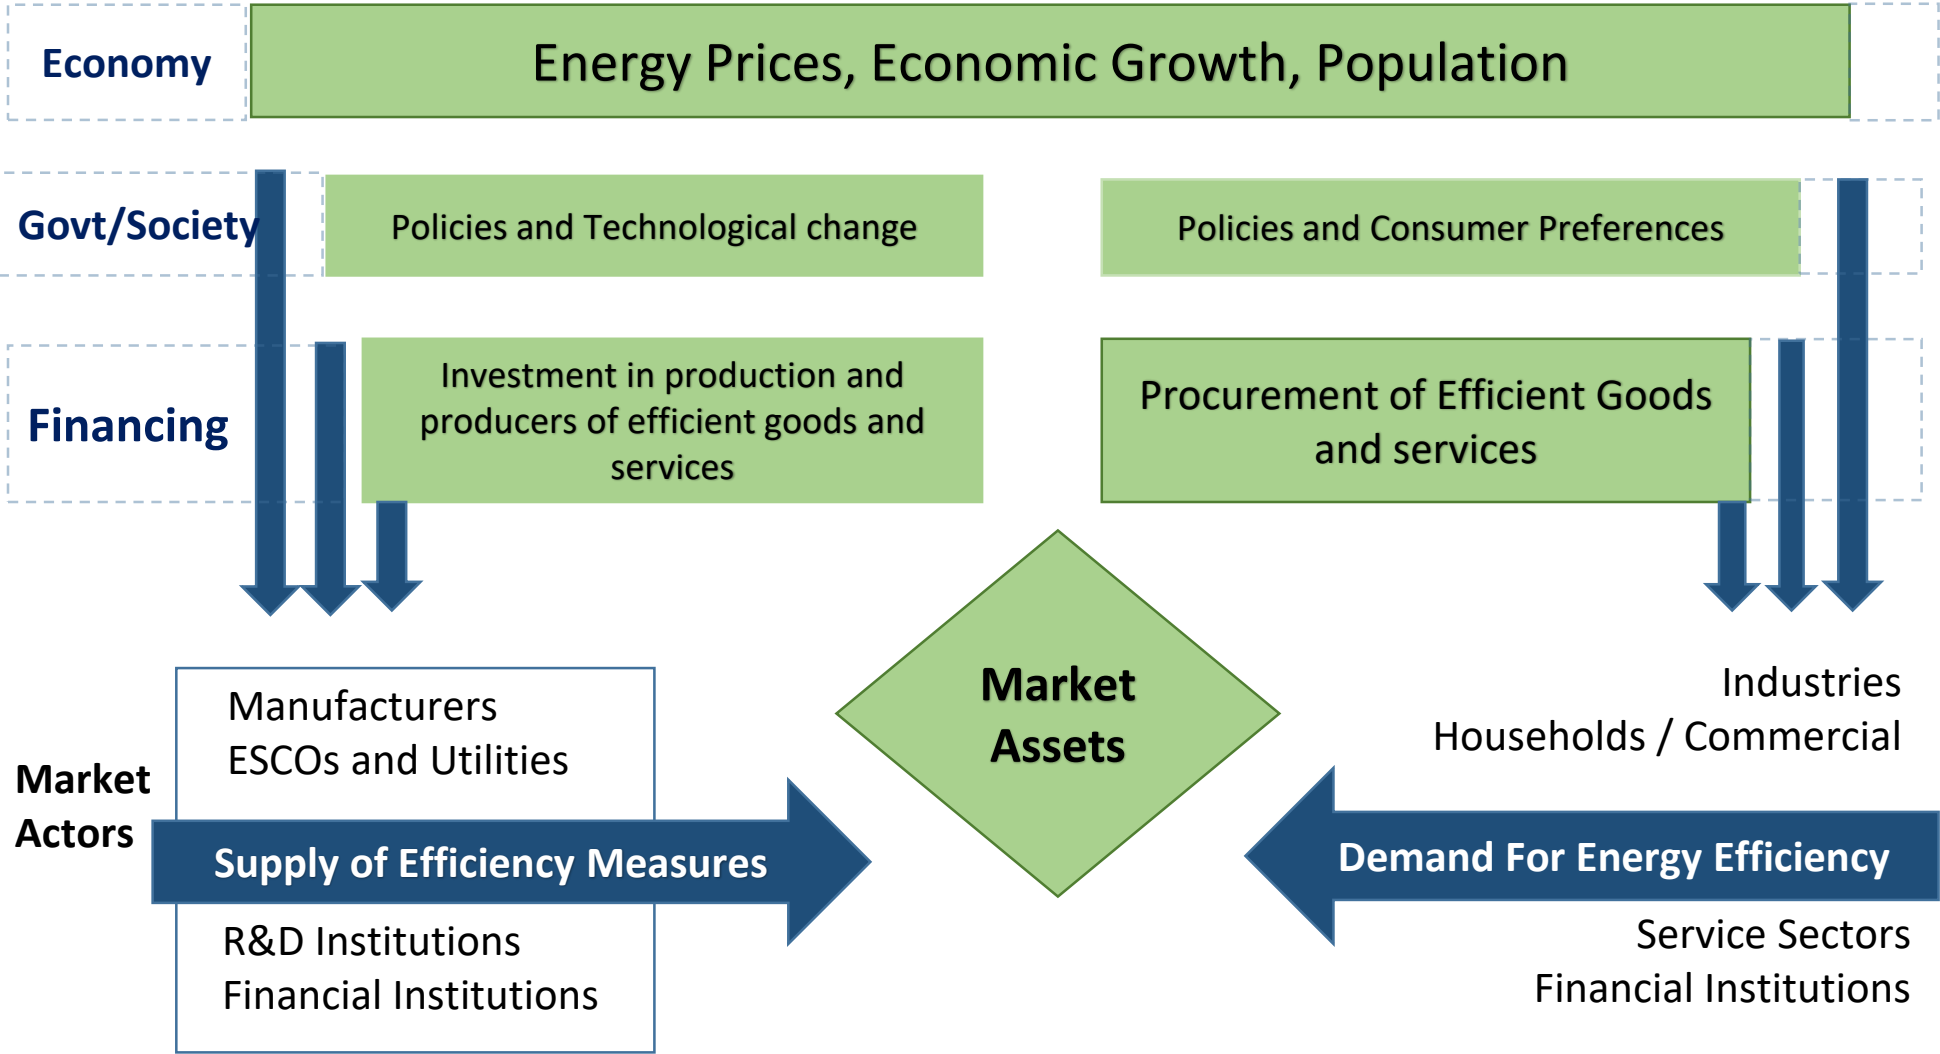 Economy
Energy Prices, Economic Growth, Population
Govt/Society
Policies and Technological change
Policies and Consumer Preferences
Financing
Investment in production and
producers of efficient goods and
services
Procurement of Efficient Goods
and services
Market
Assets
Market
Actors
Manufacturers
ESCOs and Utilities
Supply of Efficiency Measures
R&D Institutions
Financial Institutions
Industries
Households / Commercial
Demand For Energy Efficiency
Service Sectors
Financial Institutions